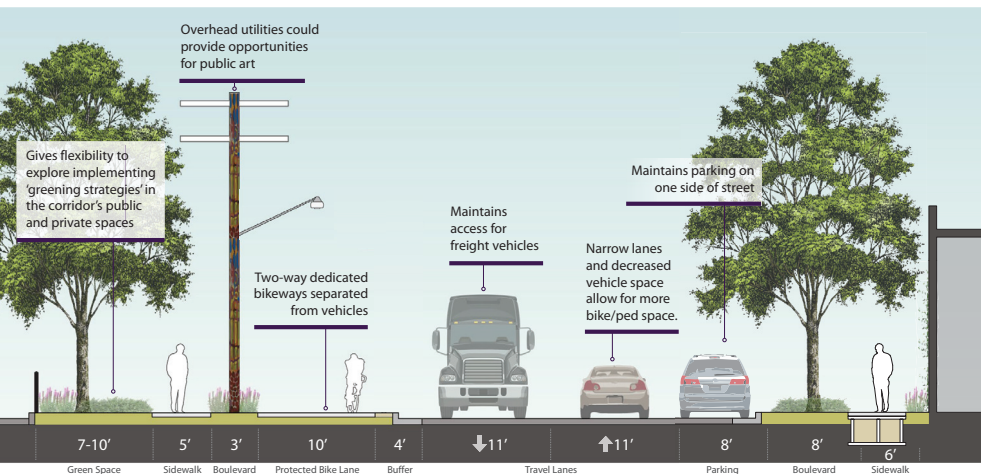 Overhead utilities could
provide opportunities
for public art
Gives flexibility to
explore implementing
‘greening strategies’ in
the corridor’s public
and private spaces
Two-way dedicated
bikeways separated
from vehicles
Maintains
access for
freight vehicles
Narrow lanes
and decreased
vehicle space
allow for more
bike/ped space.
Maintains parking on
one side of street
7-10’ 5’ 3’ 10’ 4’ 11’ 11’ 8’ 8’ 6’
Green Space Sidewalk Boulevard Protected Bike Lane Buffer Travel Lanes Parking Boulevard Sidewalk